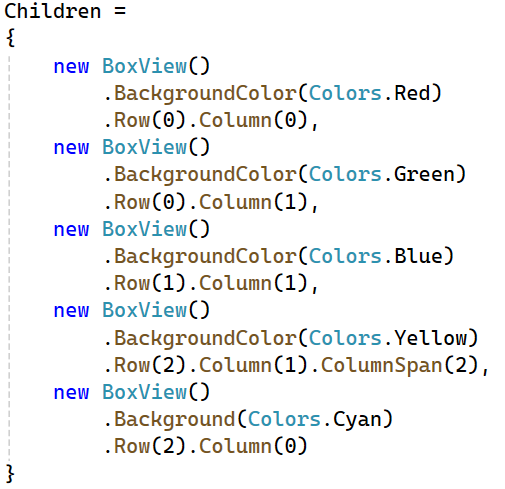 Children =
{
    new BoxView()
        .BackgroundColor(Colors.Red)
        .Row(0).Column(0),
    new BoxView()
        .BackgroundColor(Colors.Green)
        .Row(0).Column(1),
    new BoxView()
        .BackgroundColor(Colors.Blue)
        .Row(1).Column(1),
    new BoxView()
        .BackgroundColor(Colors.Yellow)
        .Row(2).Column(1).ColumnSpan(2),
    new BoxView()
        .Background(Colors.Cyan)
        .Row(2).Column(0)
}